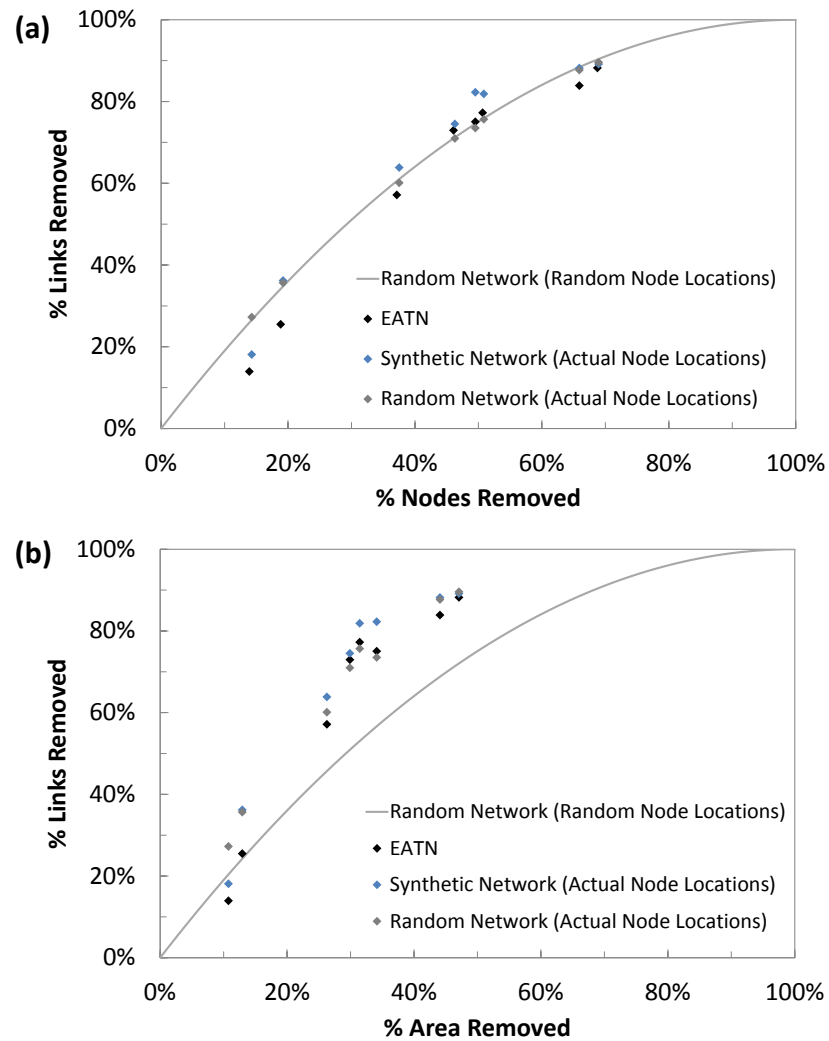 (a)
100%
80%
60%
40%
20%
0%
% Links Removed
Random Network (Random Node Locations)
EATN
Synthetic Network (Actual Node Locations)
Random Network (Actual Node Locations)
0% 20% 40% 60% 80% 100%
% Nodes Removed
(b)
100%
80%
60%
40%
20%
0%
% Links Removed
Random Network (Random Node Locations)
EATN
Synthetic Network (Actual Node Locations)
Random Network (Actual Node Locations)
0% 20% 40% 60% 80% 100%
% Area Removed